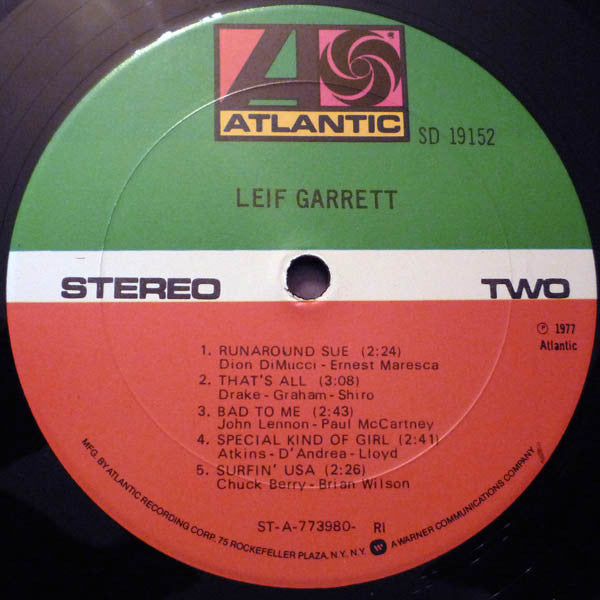 ATLANTIC
SD 19152
LEIF GARRETT
STEREO
TWO
℗ 1977
Atlantic
1. RUNAROUND SUE (2:24)
Dion DiMucci - Ernest Maresca
2. THAT'S ALL (3:08)
Drake - Graham - Shiro
3. BAD TO ME (2:43)
John Lennon - Paul McCartney
4. SPECIAL KIND OF GIRL (2:41)
Atkins - D'Andrea - Lloyd
5. SURFIN' USA (2:26)
Chuck Berry - Brian Wilson
ST-A-773980- RI
MFG. BY ATLANTIC RECORDING CORP. 75 ROCKEFELLER PLAZA, N.Y. N.Y. A WARNER COMMUNICATIONS COMPANY